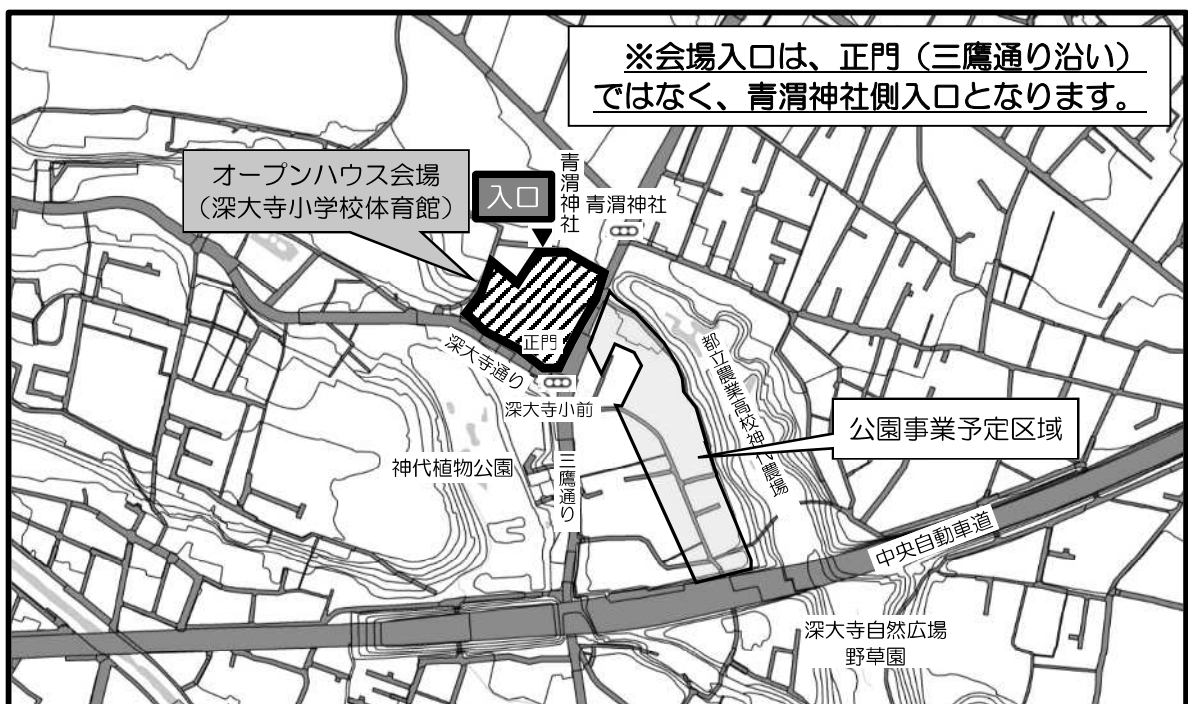 ※会場入口は、正門(三鷹通り沿い)
ではなく、青渭神社側入口となります。
オープンハウス会場
(深大寺小学校体育館)
入口
青渭神社
青渭神社
正門
深大寺通り
深大寺小前
都立農業高校神代農場
公園事業予定区域
神代植物公園
三鷹通り
中央自動車道
深大寺自然広場
野草園